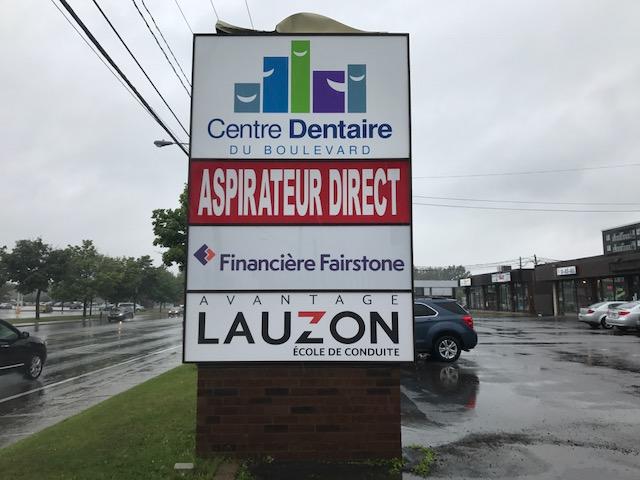 Centre Dentaire
DU BOULEVARD
ASPIRATEUR DIRECT
Financière Fairstone
AVANTAGE
LAUZON
ÉCOLE DE CONDUITE